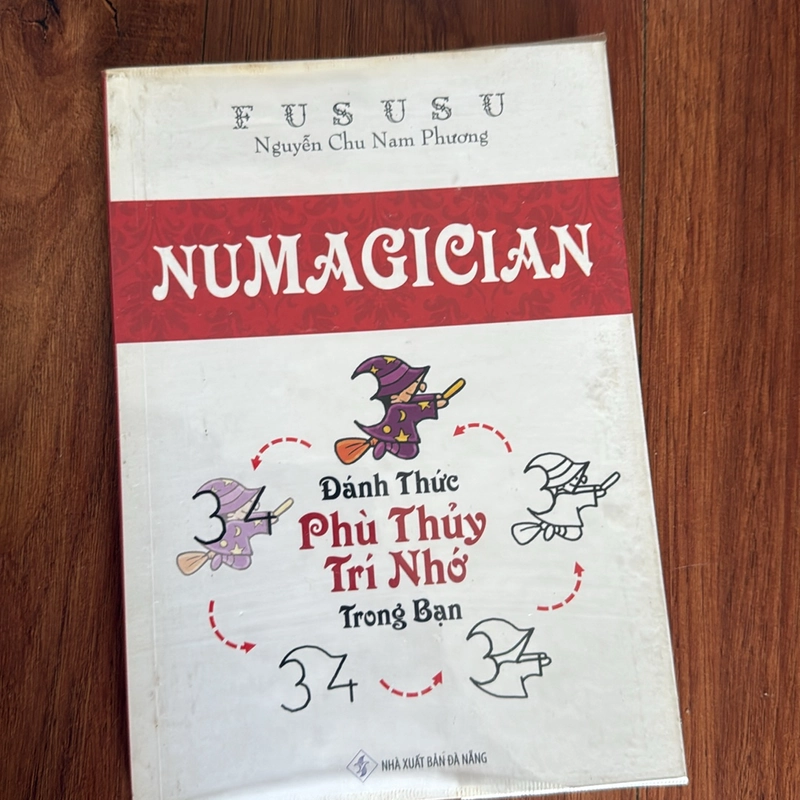 FUSUSU
Nguyễn Chu Nam Phương
NUMAGICIAN
Đánh Thức
Phù Thủy
Trí Nhớ
Trong Bạn
34
34
34
NHÀ XUẤT BẢN ĐÀ NẴNG